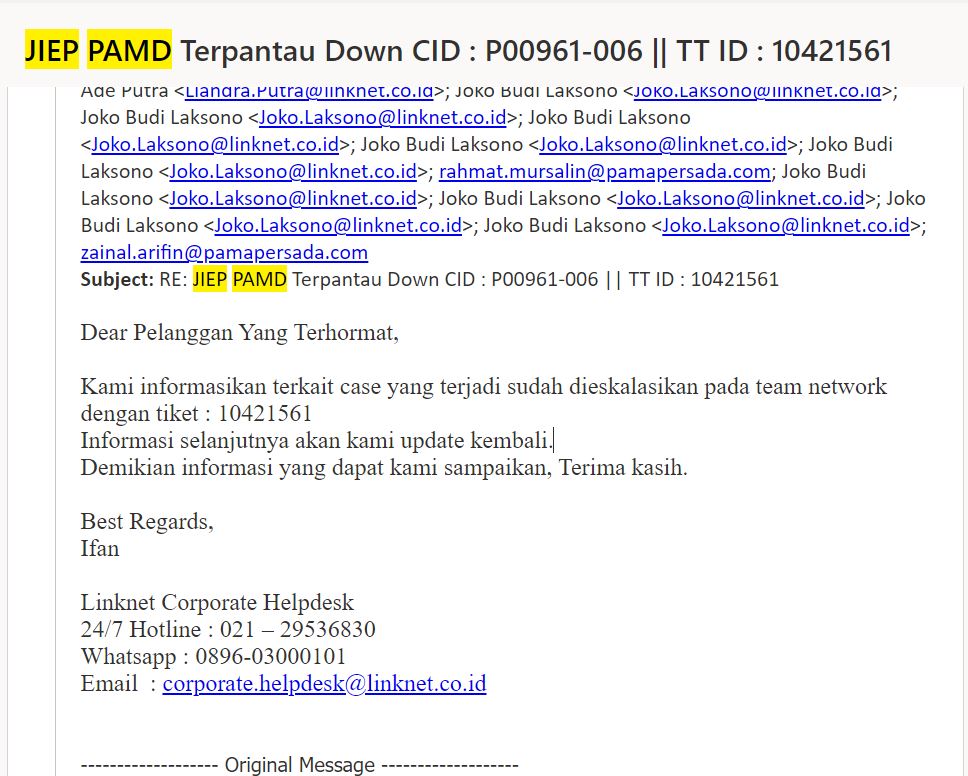 JIEP PAMD Terpantau Down CID : P00961-006 || TT ID : 10421561
Ade Putra <Liandra.Putra@linknet.co.id>; Joko Budi Laksono <Joko.Laksono@linknet.co.id>;
Joko Budi Laksono <Joko.Laksono@linknet.co.id>; Joko Budi Laksono
<Joko.Laksono@linknet.co.id>; Joko Budi Laksono <Joko.Laksono@linknet.co.id>; Joko Budi
Laksono <Joko.Laksono@linknet.co.id>; rahmat.mursalin@pamapersada.com; Joko Budi
Laksono <Joko.Laksono@linknet.co.id>; Joko Budi Laksono <Joko.Laksono@linknet.co.id>; Joko
Budi Laksono <Joko.Laksono@linknet.co.id>; Joko Budi Laksono <Joko.Laksono@linknet.co.id>;
zainal.arifin@pamapersada.com
Subject: RE: JIEP PAMD Terpantau Down CID : P00961-006 || TT ID : 10421561
Dear Pelanggan Yang Terhormat,
Kami informasikan terkait case yang terjadi sudah dieskalasikan pada team network
dengan tiket : 10421561
Informasi selanjutnya akan kami update kembali.
Demikian informasi yang dapat kami sampaikan, Terima kasih.
Best Regards,
Ifan
Linknet Corporate Helpdesk
24/7 Hotline : 021 – 29536830
Whatsapp : 0896-03000101
Email  : corporate.helpdesk@linknet.co.id
------------------- Original Message -------------------